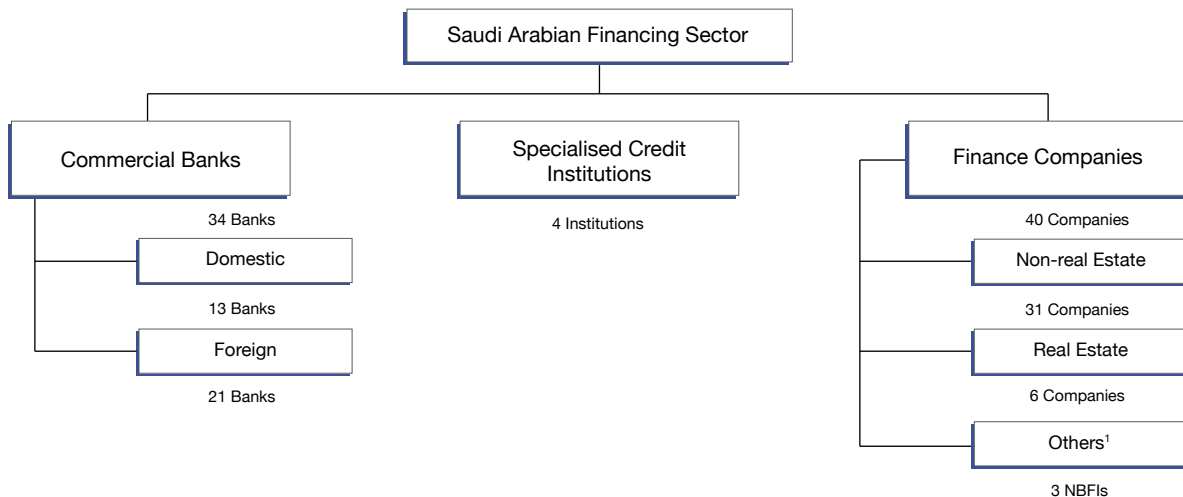 Saudi Arabian Financing Sector
Commercial Banks
34 Banks
Domestic
13 Banks
Foreign
21 Banks
Specialised Credit
Institutions
4 Institutions
Finance Companies
40 Companies
Non-real Estate
31 Companies
Real Estate
6 Companies
Others¹
3 NBFIs